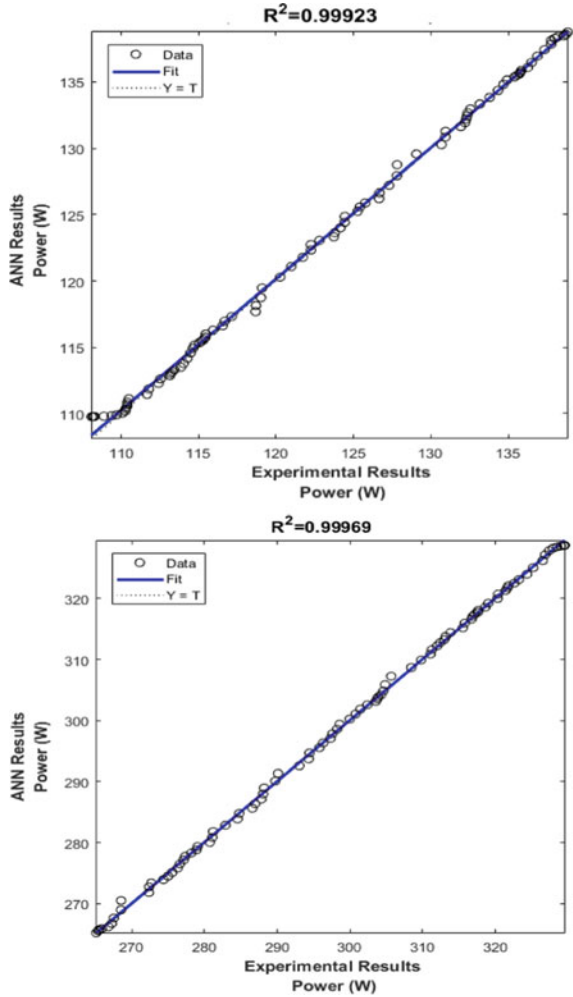 R²=0.99923
Data
Fit
Y = T
135
130
125
120
115
110
ANN Results
Power (W)
110 115 120 125 130 135
Experimental Results
Power (W)
R²=0.99969
Data
Fit
Y = T
320
310
300
290
280
270
ANN Results
Power (W)
270 280 290 300 310 320
Experimental Results
Power (W)